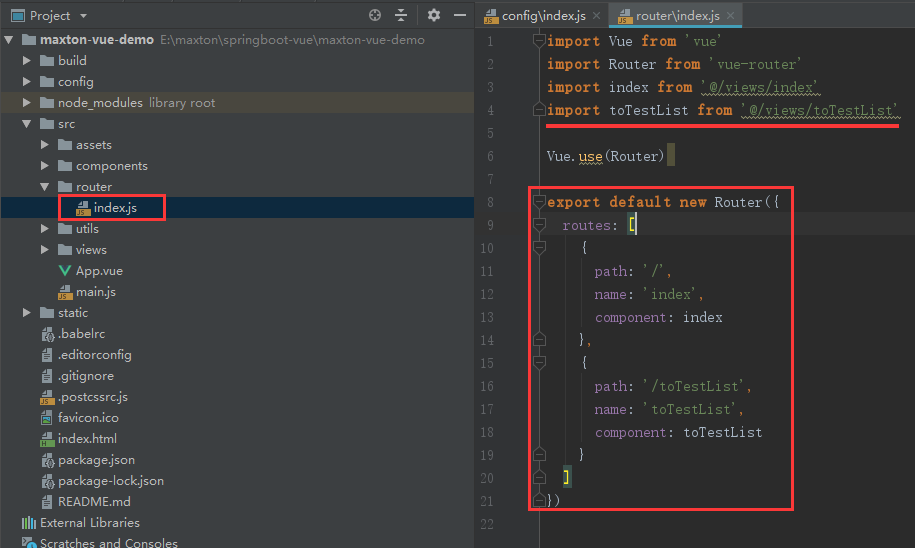 Project
maxton-vue-demo E:\maxton\springboot-vue\maxton-vue-demo
build
config
node_modules library root
src
assets
components
router
index.js
utils
views
App.vue
main.js
static
.babelrc
.editorconfig
.gitignore
.postcssrc.js
favicon.ico
index.html
package.json
package-lock.json
README.md
External Libraries
Scratches and Consoles
config\index.js
router\index.js
1 import Vue from 'vue'
2 import Router from 'vue-router'
3 import index from '@/views/index'
4 import toTestList from '@/views/toTestList'
5
6 Vue.use(Router)
7
8 export default new Router({
9 routes: [
10 {
11 path: '/',
12 name: 'index',
13 component: index
14 },
15 {
16 path: '/toTestList',
17 name: 'toTestList',
18 component: toTestList
19 }
20 ]
21 })
22